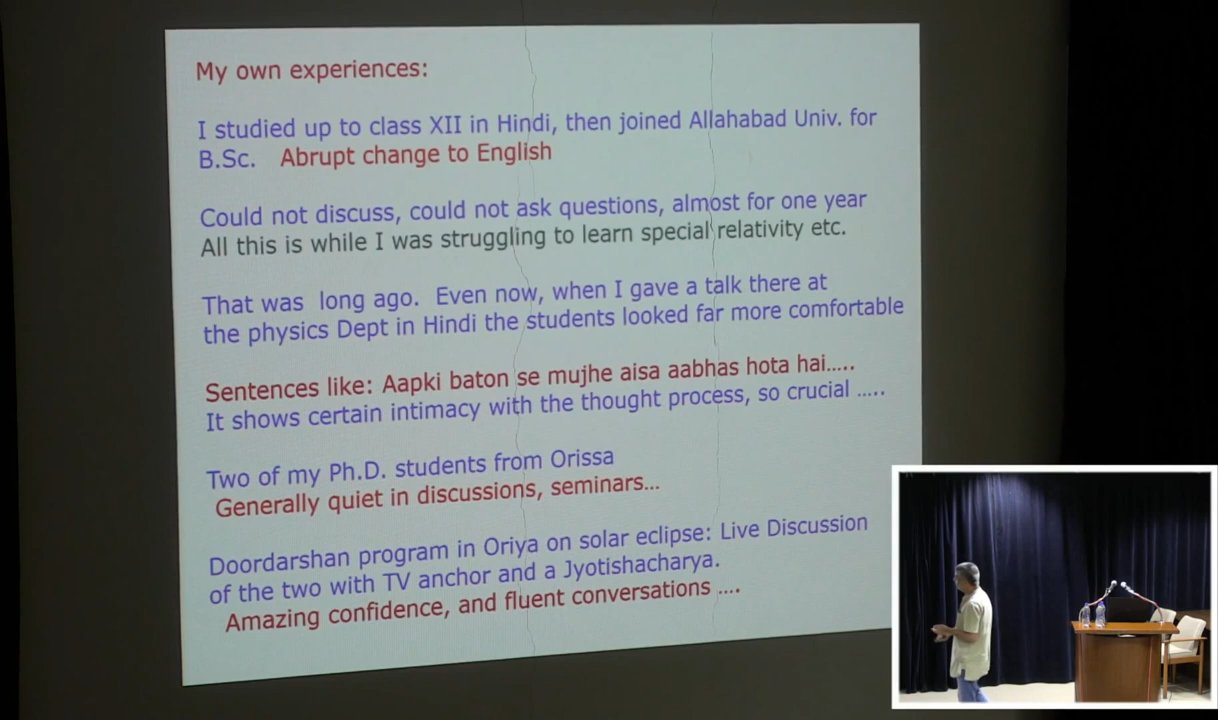 My own experiences:
I studied up to class XII in Hindi, then joined Allahabad Univ. for
B.Sc. Abrupt change to English
Could not discuss, could not ask questions, almost for one year
All this is while I was struggling to learn special relativity etc.
That was long ago. Even now, when I gave a talk there at
the physics Dept in Hindi the students looked far more comfortable
Sentences like: Aapki baton se mujhe aisa aabhas hota hai.....
It shows certain intimacy with the thought process, so crucial .....
Two of my Ph.D. students from Orissa
Generally quiet in discussions, seminars...
Doordarshan program in Oriya on solar eclipse: Live Discussion
of the two with TV anchor and a Jyotishacharya.
Amazing confidence, and fluent conversations ....